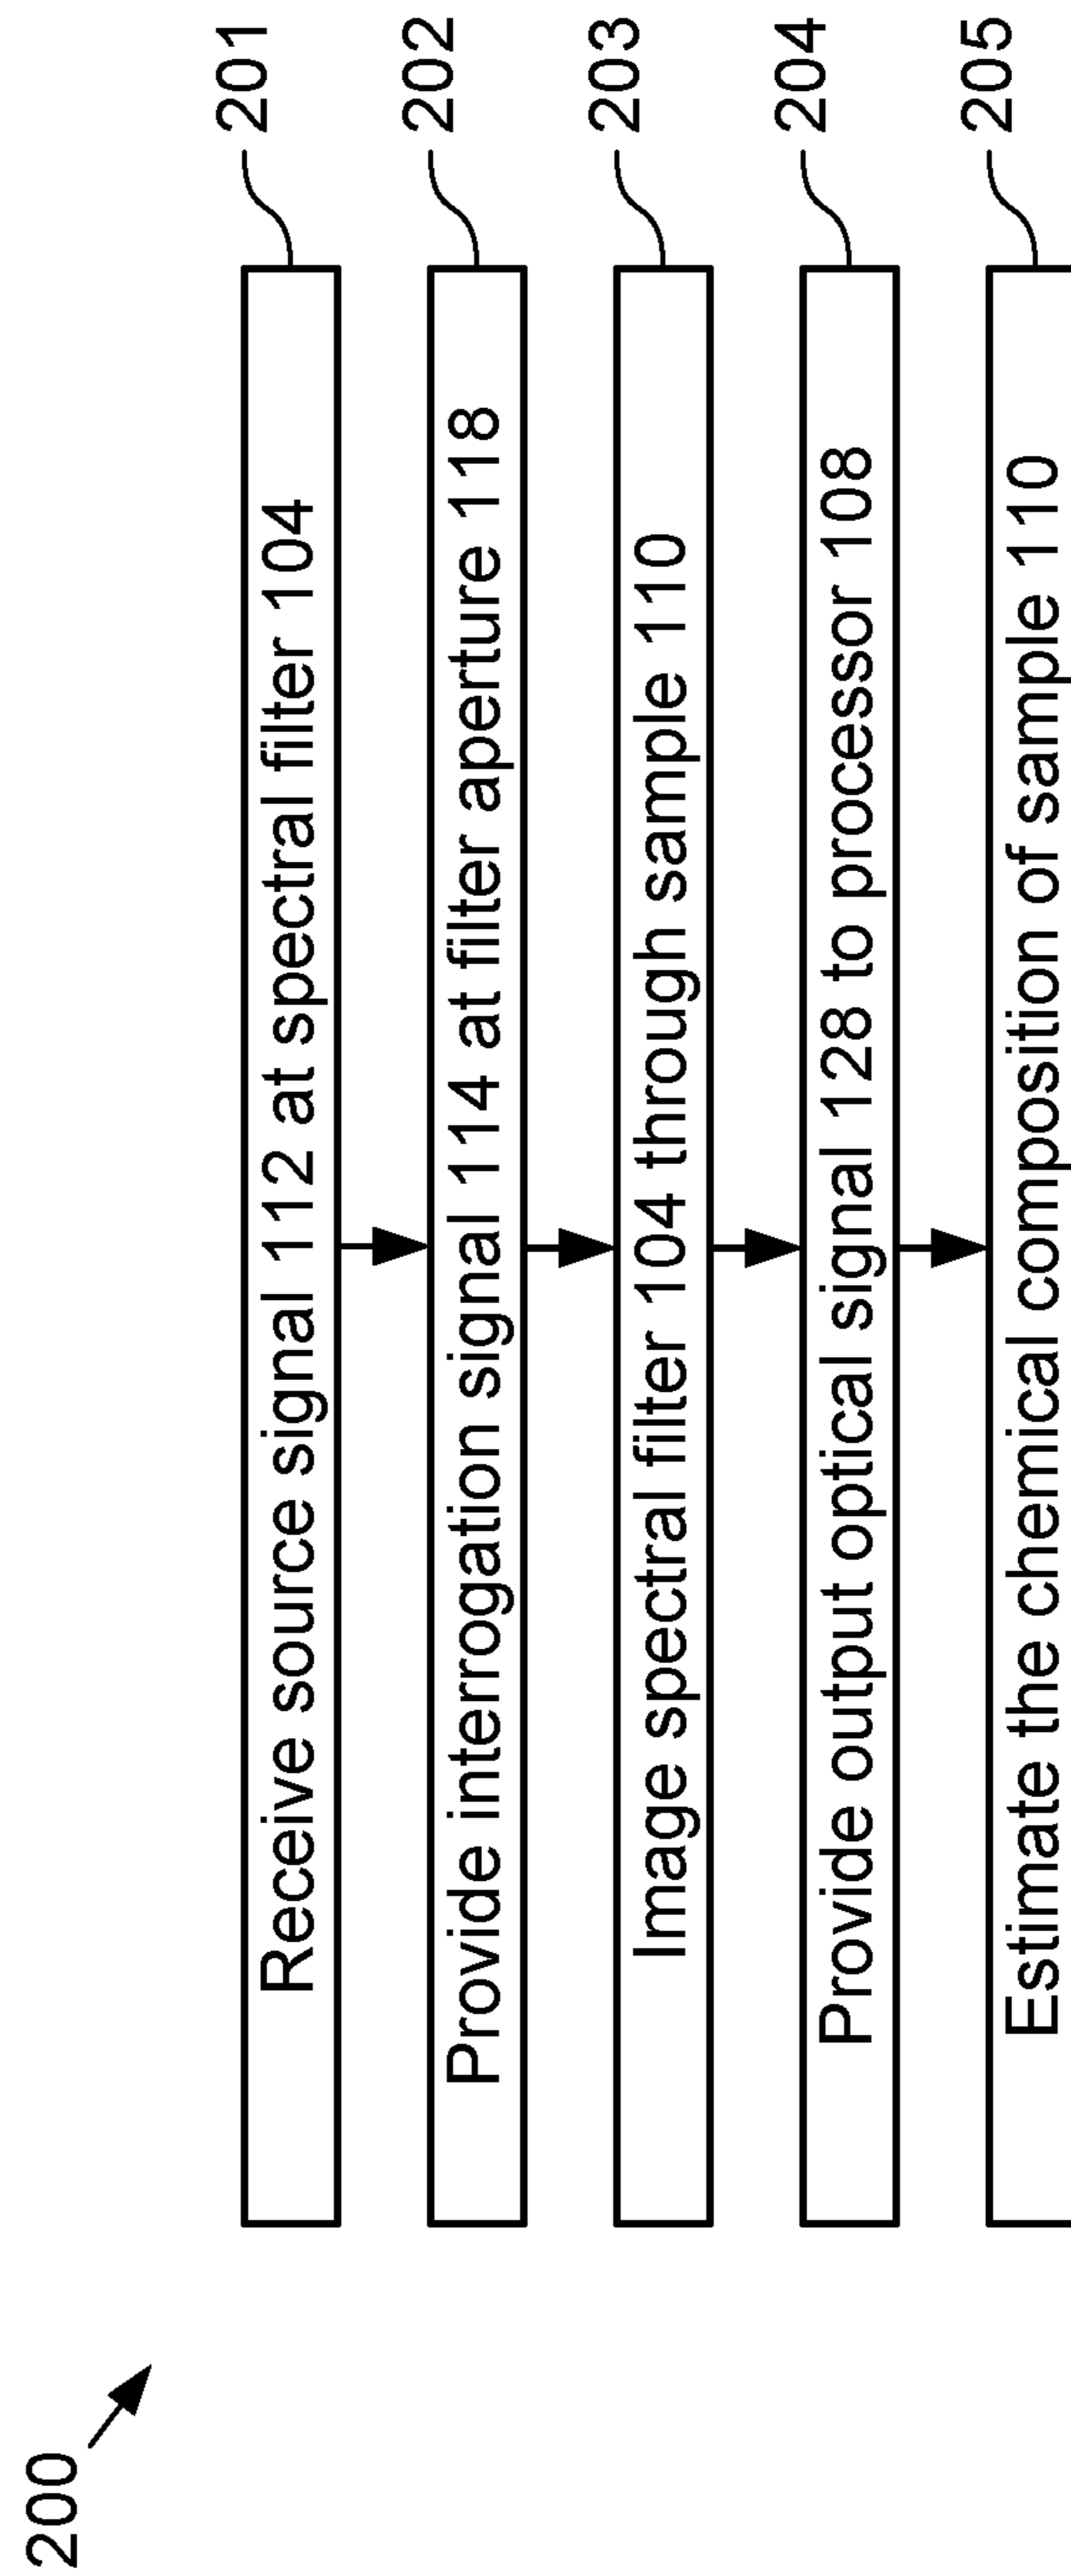 200
Receive source signal 112 at spectral filter 104
201
Provide interrogation signal 114 at filter aperture 118
202
Image spectral filter 104 through sample 110
203
Provide output optical signal 128 to processor 108
204
Estimate the chemical composition of sample 110
205